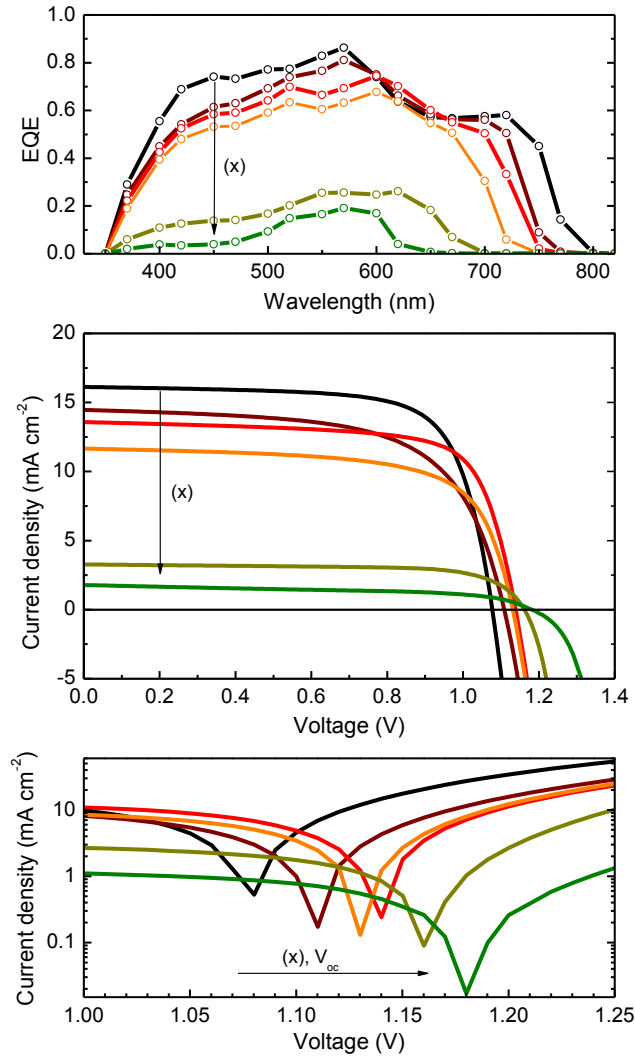 1.0
0.8
0.6
0.4
0.2
0.0
EQE
(x)
400 500 600 700 800
Wavelength (nm)
20
15
10
5
0
-5
Current density (mA cm-2)
(x)
0.0 0.2 0.4 0.6 0.8 1.0 1.2 1.4
Voltage (V)
10
1
0.1
Current density (mA cm-2)
(x), Voc
1.00 1.05 1.10 1.15 1.20 1.25
Voltage (V)